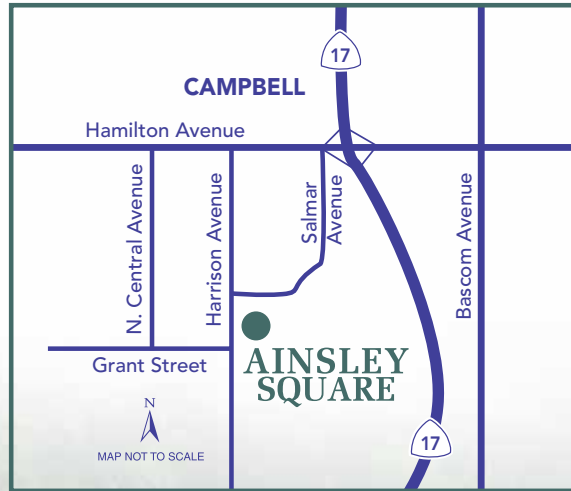 17
CAMPBELL
Hamilton Avenue
N. Central Avenue
Harrison Avenue
Salmar
Avenue
Bascom Avenue
Grant Street
AINSLEY
SQUARE
N
MAP NOT TO SCALE
17